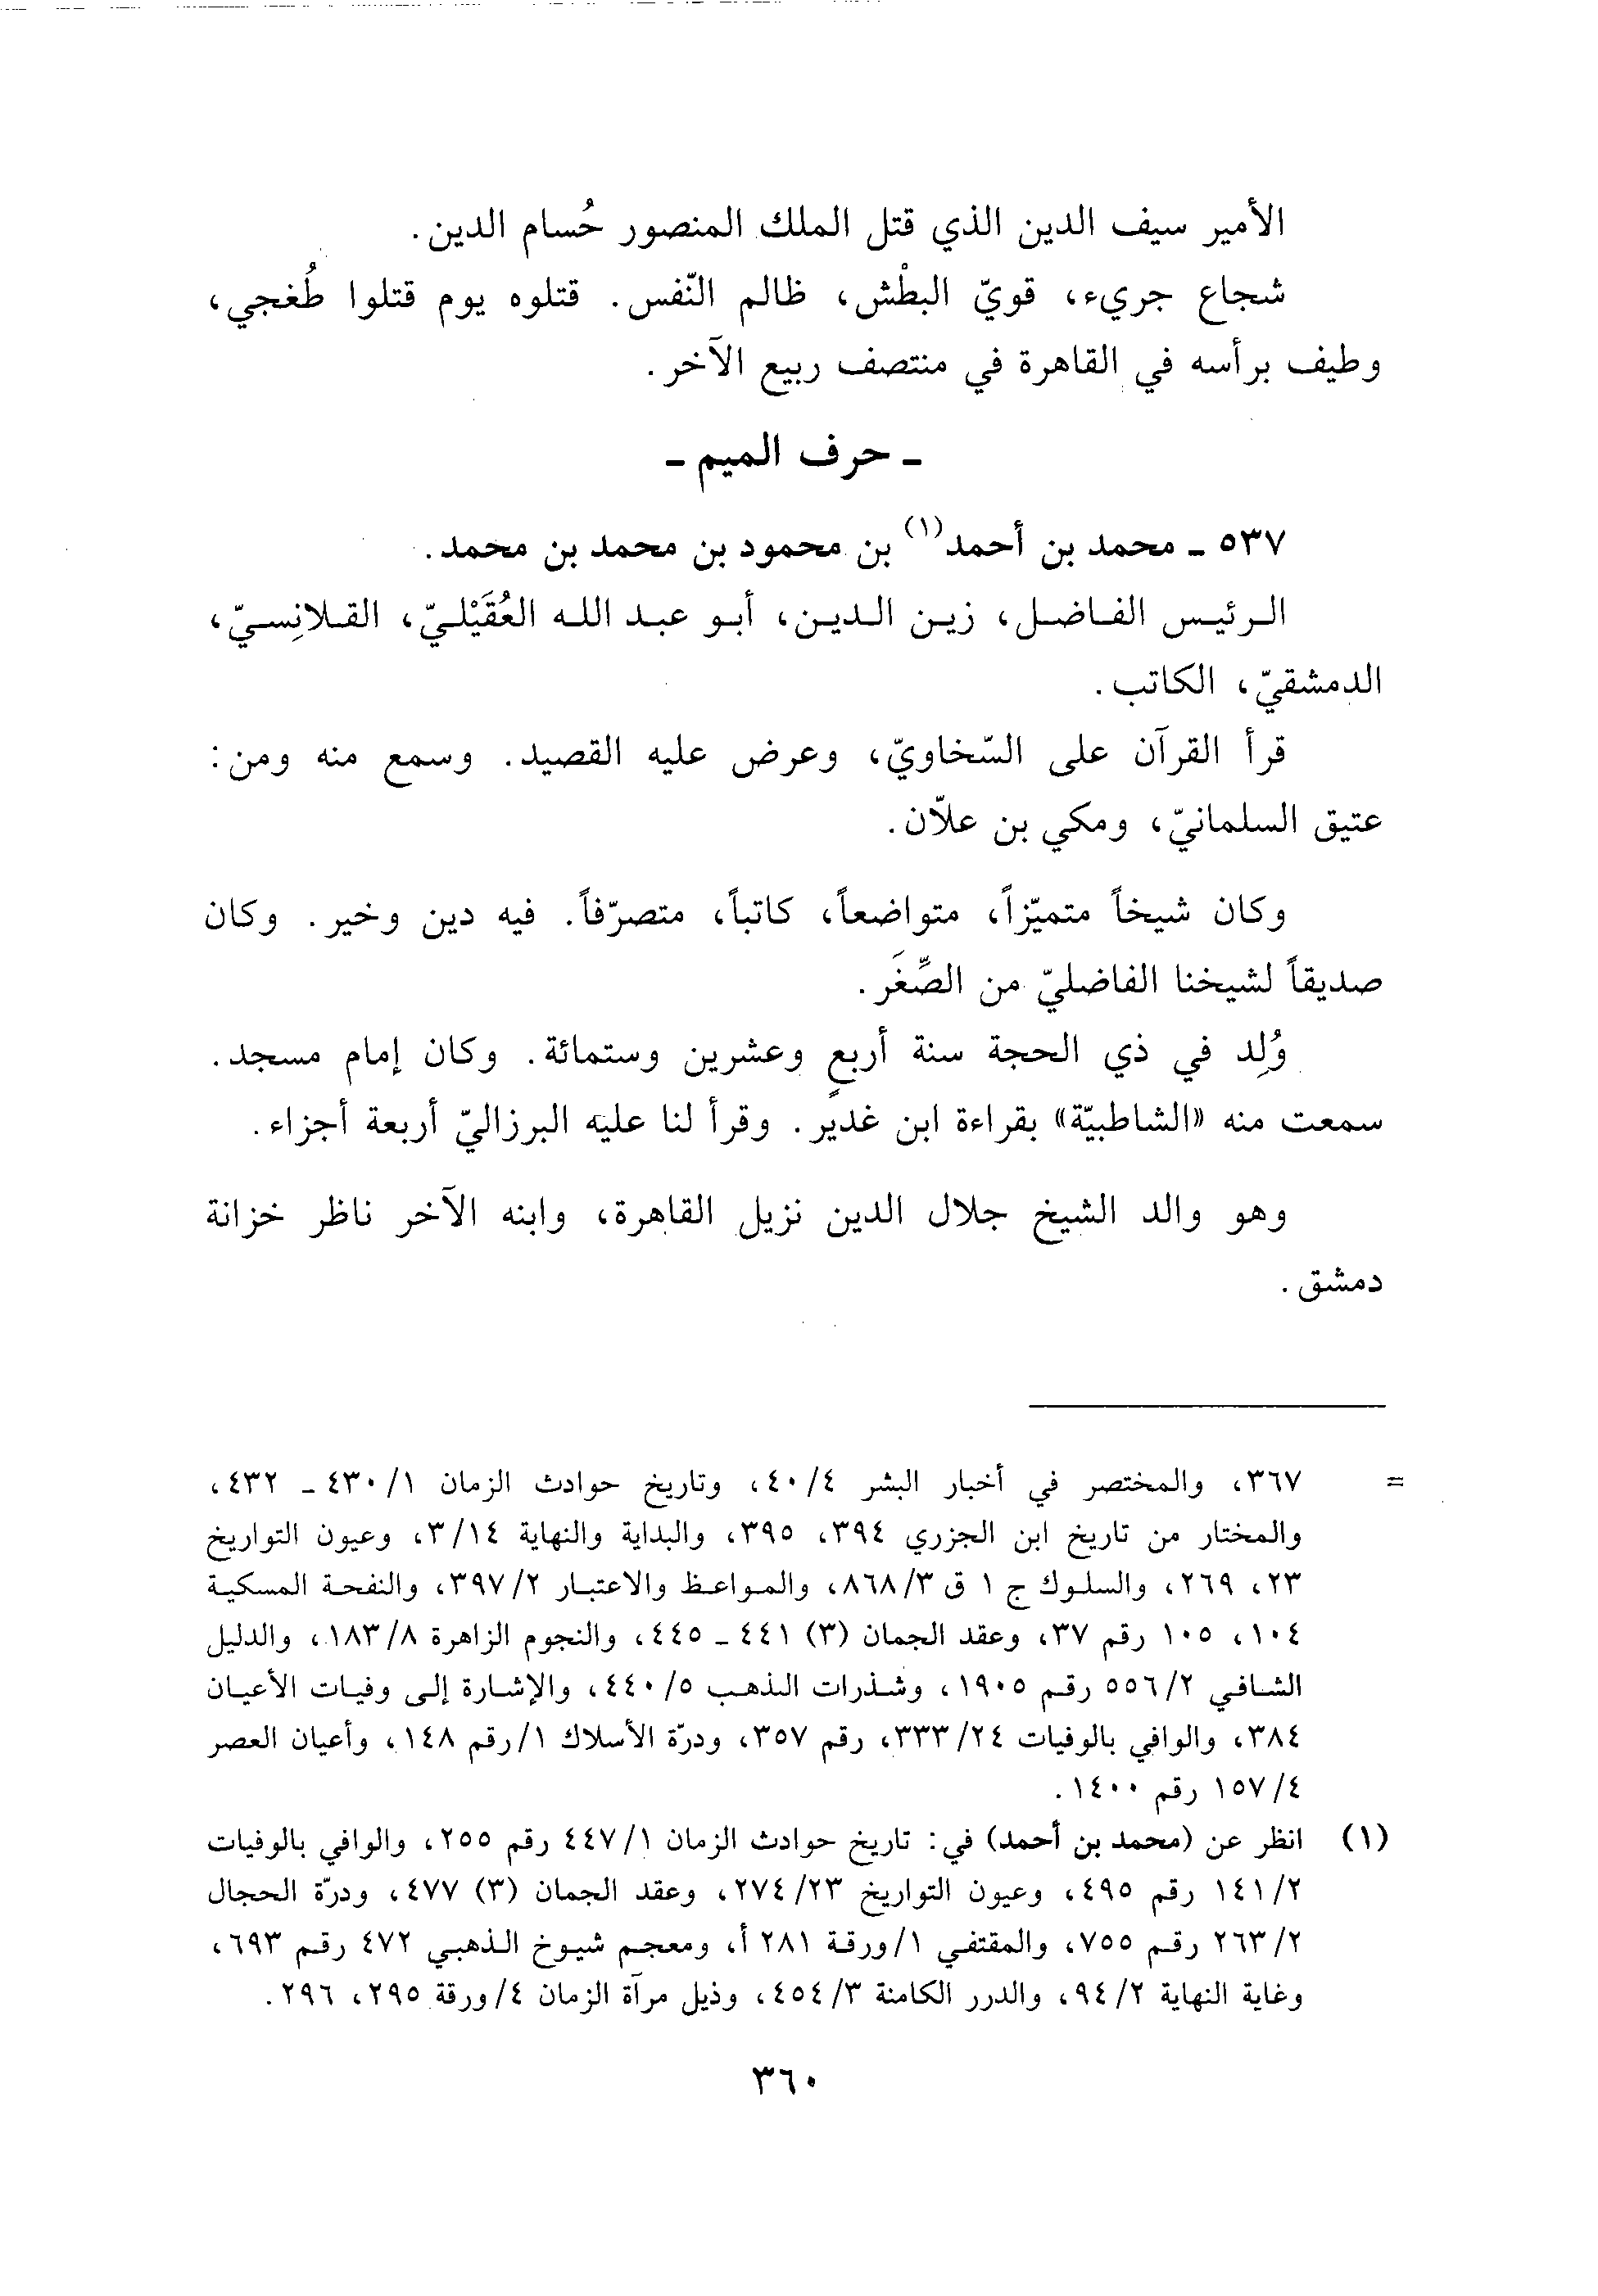 الأمير سيف الدين الذي قتل الملك المنصور حُسام الدين.
شجاع جريء، قويّ البطْش، ظالم النّفس. قتلوه يوم قتلوا طُغجي،
وطيف برأسه في القاهرة في منتصف ربيع الآخر.
ـ حرف الميم ـ
٥٣٧ ـ محمد بن أحمد(١) بن محمود بن محمد بن محمد.
الرئيس الفاضل، زين الدين، أبو عبد الله العُقَيْليّ، القلانِسيّ،
الدمشقيّ، الكاتب.
قرأ القرآن على السّخاويّ، وعرض عليه القصيد. وسمع منه ومن:
عتيق السلمانيّ، ومكي بن علاّن.
وكان شيخاً متميّزاً، متواضعاً، كاتباً، متصرّفاً. فيه دين وخير. وكان
صديقاً لشيخنا الفاضليّ من الصِّغَر.
وُلِد في ذي الحجة سنة أربعٍ وعشرين وستمائة. وكان إمام مسجد.
سمعت منه «الشاطبيّة» بقراءة ابن غدير. وقرأ لنا عليه البرزاليّ أربعة أجزاء.
وهو والد الشيخ جلال الدين نزيل القاهرة، وابنه الآخر ناظر خزانة
دمشق.
= ٣٦٧، والمختصر في أخبار البشر ٤/ ٤٠، وتاريخ حوادث الزمان ١/ ٤٣٠ ـ ٤٣٢،
والمختار من تاريخ ابن الجزري ٣٩٤، ٣٩٥، والبداية والنهاية ١٤/ ٣، وعيون التواريخ
٢٣، ٢٦٩، والسلوك ج ١ ق ٣/ ٨٦٨، والمواعظ والاعتبار ٢/ ٣٩٧، والنفحة المسكية
١٠٤، ١٠٥ رقم ٣٧، وعقد الجمان (٣) ٤٤١ ـ ٤٤٥، والنجوم الزاهرة ٨/ ١٨٣، والدليل
الشافي ٢/ ٥٥٦ رقم ١٩٠٥، وشذرات الذهب ٥/ ٤٤٠، والإشارة إلى وفيات الأعيان
٣٨٤، والوافي بالوفيات ٢٤/ ٣٣٣، رقم ٣٥٧، ودرّة الأسلاك ١/ رقم ١٤٨، وأعيان العصر
٤/ ١٥٧ رقم ١٤٠٠.
(١) انظر عن (محمد بن أحمد) في: تاريخ حوادث الزمان ١/ ٤٤٧ رقم ٢٥٥، والوافي بالوفيات
٢/ ١٤١ رقم ٤٩٥، وعيون التواريخ ٢٣/ ٢٧٤، وعقد الجمان (٣) ٤٧٧، ودرّة الحجال
٢/ ٢٦٣ رقم ٧٥٥، والمقتفي ١/ ورقة ٢٨١ أ، ومعجم شيوخ الذهبي ٤٧٢ رقم ٦٩٣،
وغاية النهاية ٢/ ٩٤، والدرر الكامنة ٣/ ٤٥٤، وذيل مرآة الزمان ٤/ ورقة ٢٩٥، ٢٩٦.
٣٦٠